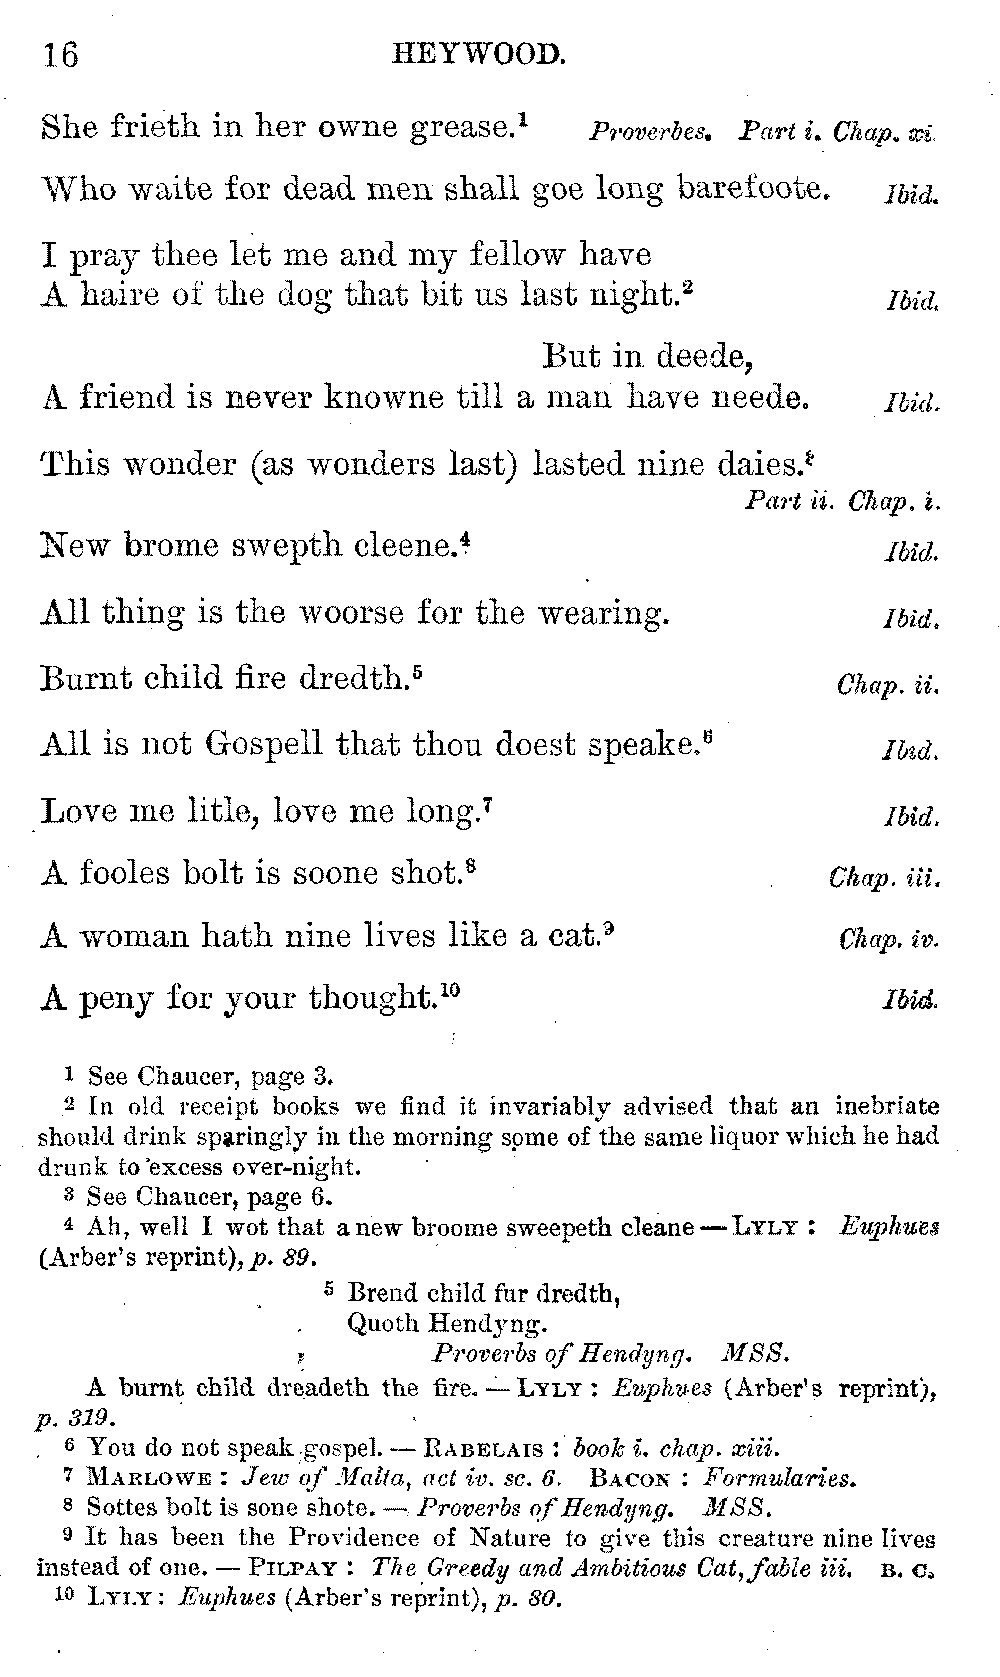 16 HEYWOOD.
She frieth in her owne grease.¹ Proverbes. Part i. Chap. xi.
Who waite for dead men shall goe long barefoote. Ibid.
I pray thee let me and my fellow have
A haire of the dog that bit us last night.² Ibid.
But in deede,
A friend is never knowne till a man have neede. Ibid.
This wonder (as wonders last) lasted nine daies.³
Part ii. Chap. i.
New brome swepth cleene.⁴ Ibid.
All thing is the woorse for the wearing. Ibid.
Burnt child fire dredth.⁵ Chap. ii.
All is not Gospell that thou doest speake.⁶ Ibid.
Love me litle, love me long.⁷ Ibid.
A fooles bolt is soone shot.⁸ Chap. iii.
A woman hath nine lives like a cat.⁹ Chap. iv.
A peny for your thought.¹⁰ Ibid.
1 See Chaucer, page 3.
2 In old receipt books we find it invariably advised that an inebriate
should drink sparingly in the morning some of the same liquor which he had
drunk to excess over-night.
3 See Chaucer, page 6.
4 Ah, well I wot that a new broome sweepeth cleane — LYLY : Euphues
(Arber's reprint), p. 89.
5 Brend child fur dredth,
Quoth Hendyng.
Proverbs of Hendyng. MSS.
A burnt child dreadeth the fire. — LYLY : Euphues (Arber's reprint),
p. 319.
6 You do not speak gospel. — RABELAIS : book i. chap. xiii.
7 MARLOWE : Jew of Malta, act iv. sc. 6. BACON : Formularies.
8 Sottes bolt is sone shote. — Proverbs of Hendyng. MSS.
9 It has been the Providence of Nature to give this creature nine lives
instead of one. — PILPAY : The Greedy and Ambitious Cat, fable iii. B. C.
10 LYLY : Euphues (Arber's reprint), p. 80.